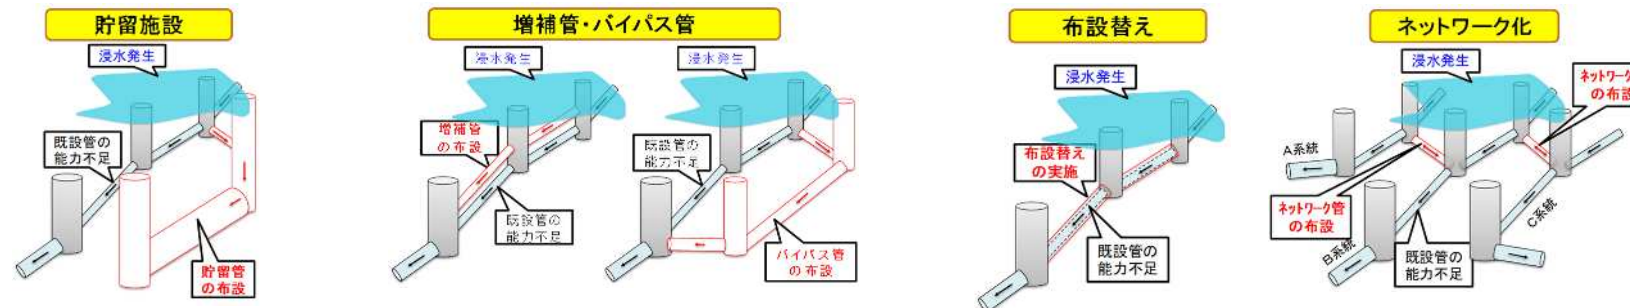 貯留施設
浸水発生
既設管の
能力不足
貯留管
の布設
増補管・バイパス管
浸水発生
増補管
の布設
既設管の
能力不足
浸水発生
既設管の
能力不足
バイパス管
の布設
布設替え
浸水発生
布設替え
の実施
既設管の
能力不足
ネットワーク化
浸水発生
ネットワーク
の布設
A系統
ネットワーク管
の布設
B系統
既設管の
能力不足
C系統